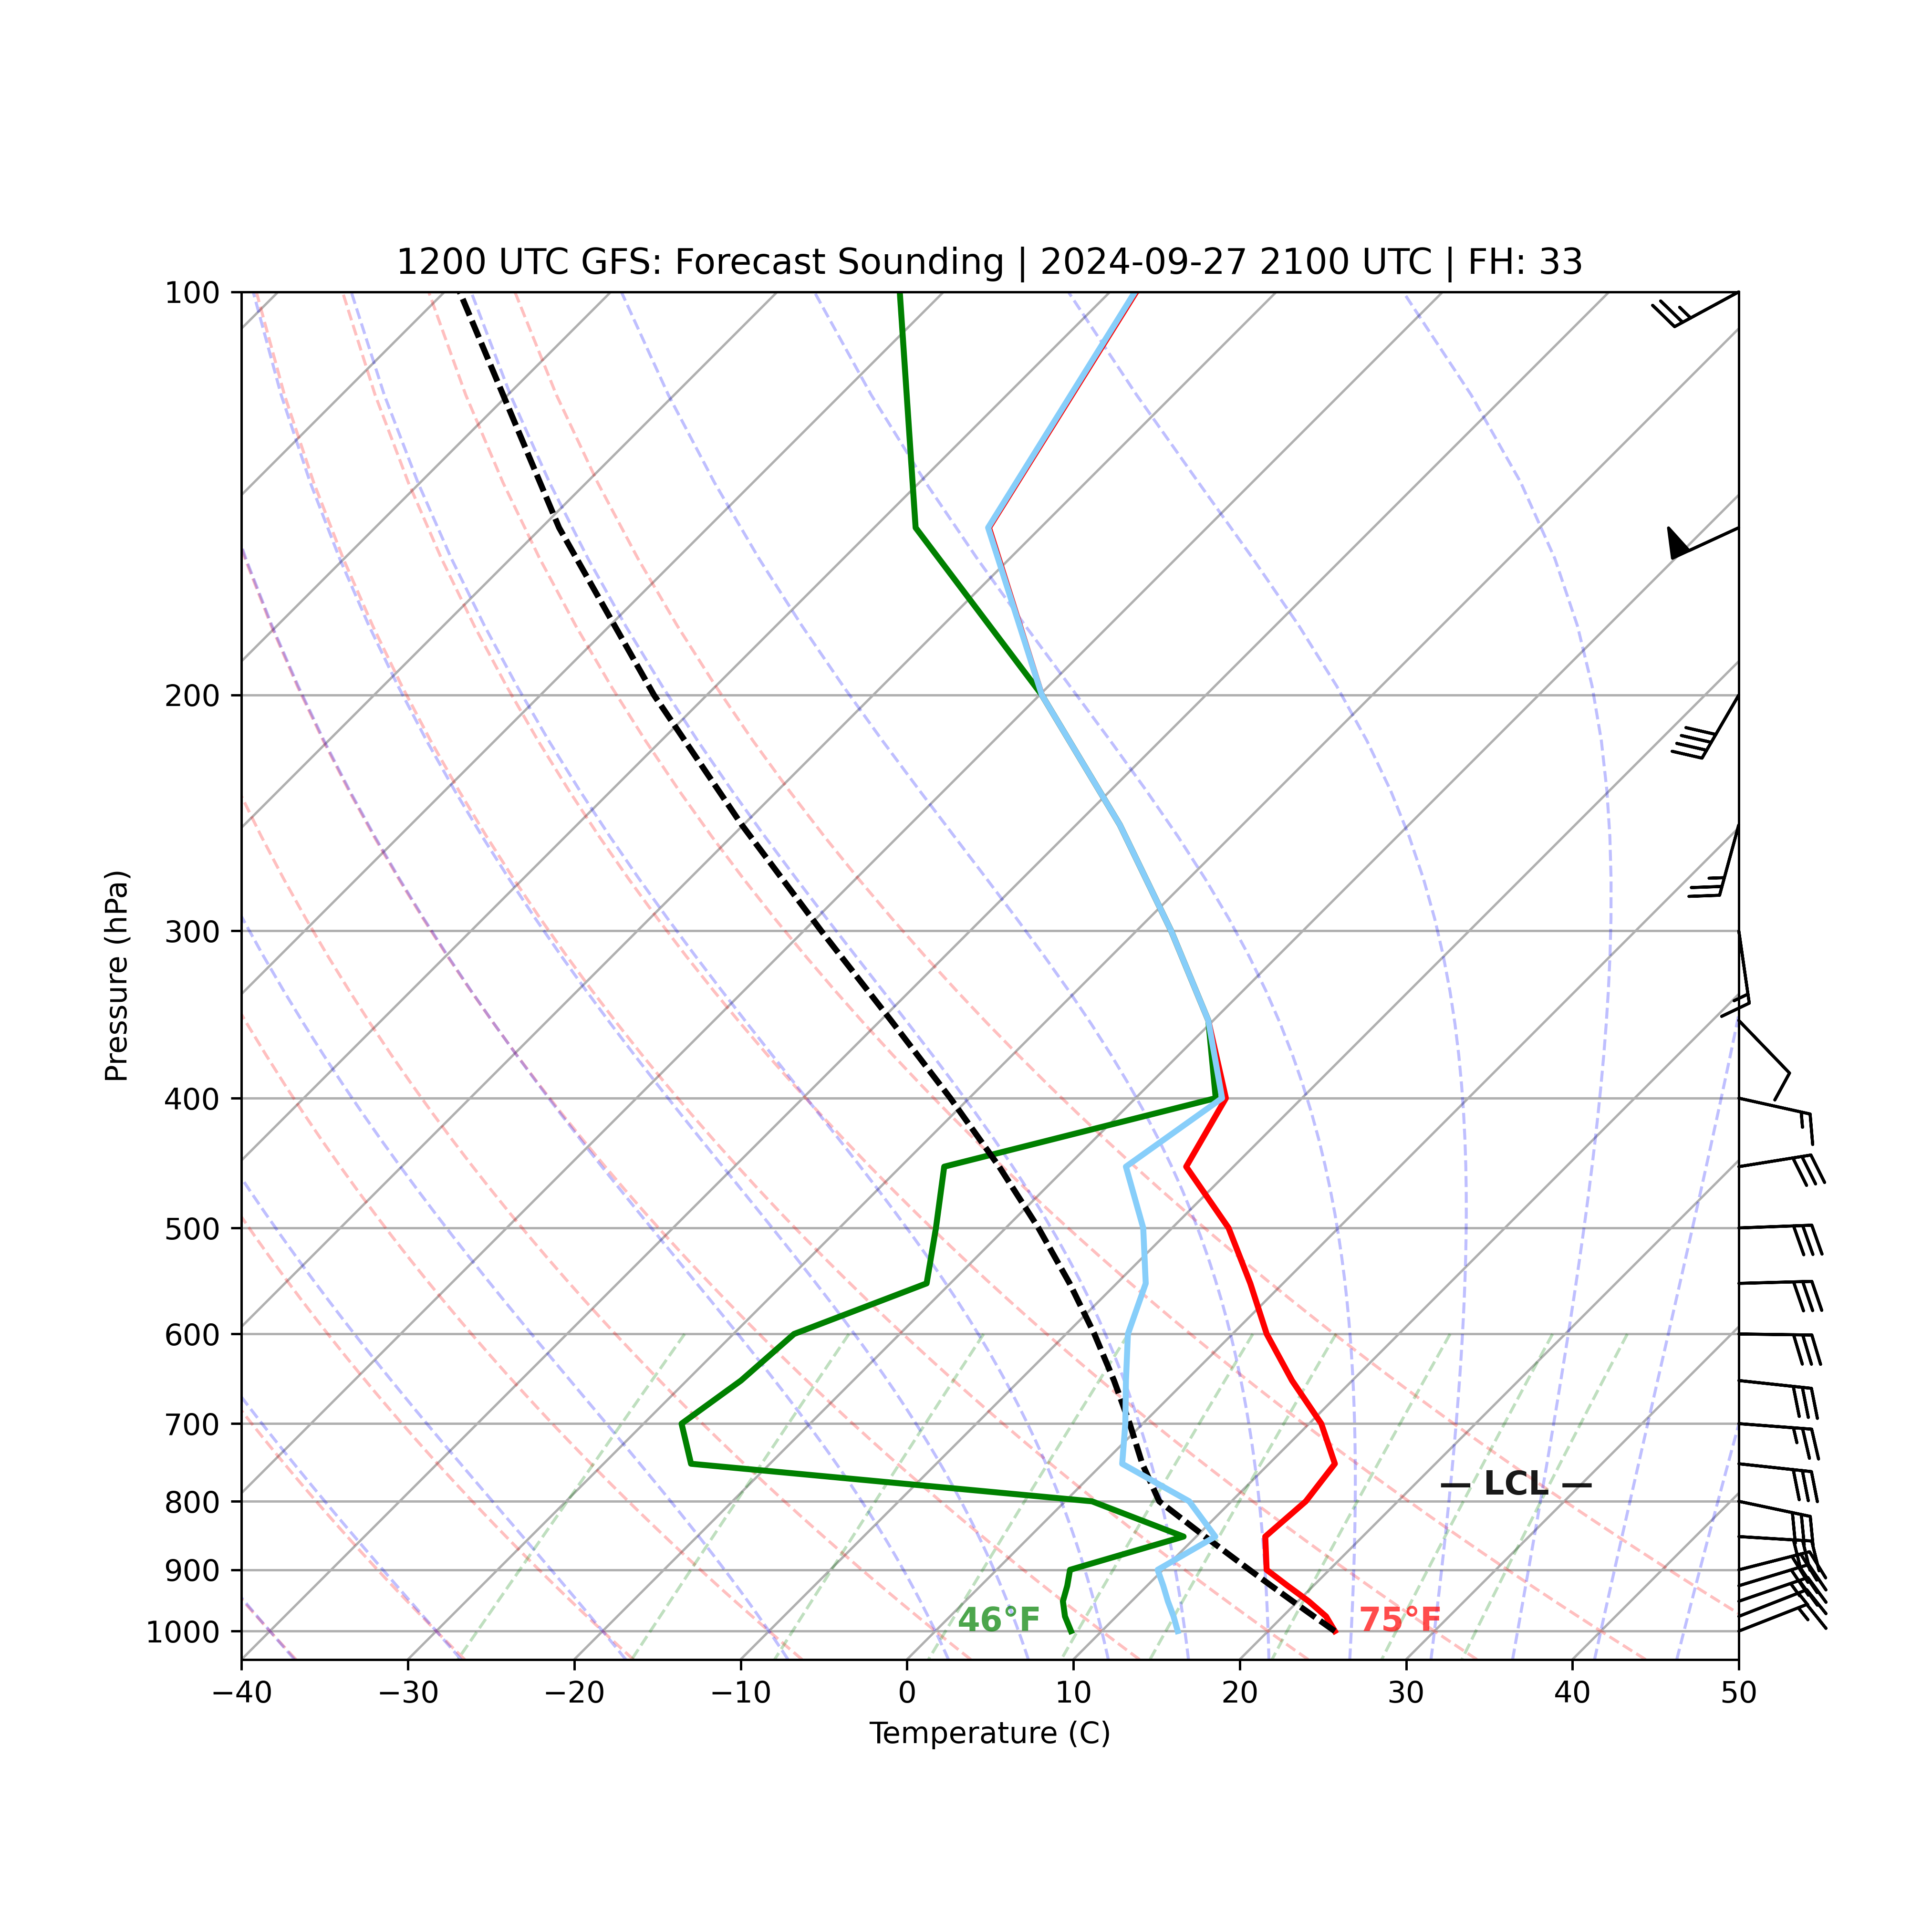 1200 UTC GFS: Forecast Sounding | 2024-09-27 2100 UTC | FH: 33
100
200
300
400
500
600
700
800
900
1000
Pressure (hPa)
— LCL —
46°F
75°F
−40 −30 −20 −10 0 10 20 30 40 50
Temperature (C)